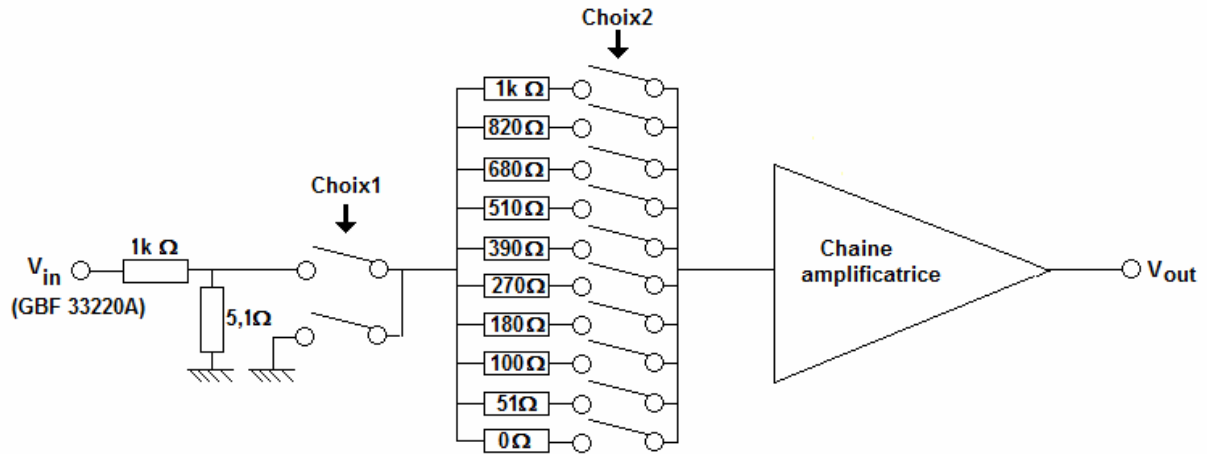 Choix2
1k Ω
820Ω
680Ω
510Ω
390Ω
270Ω
180Ω
100Ω
51Ω
0Ω
Choix1
1k Ω
V_in
(GBF 33220A)
5,1Ω
Chaine
amplificatrice
V_out